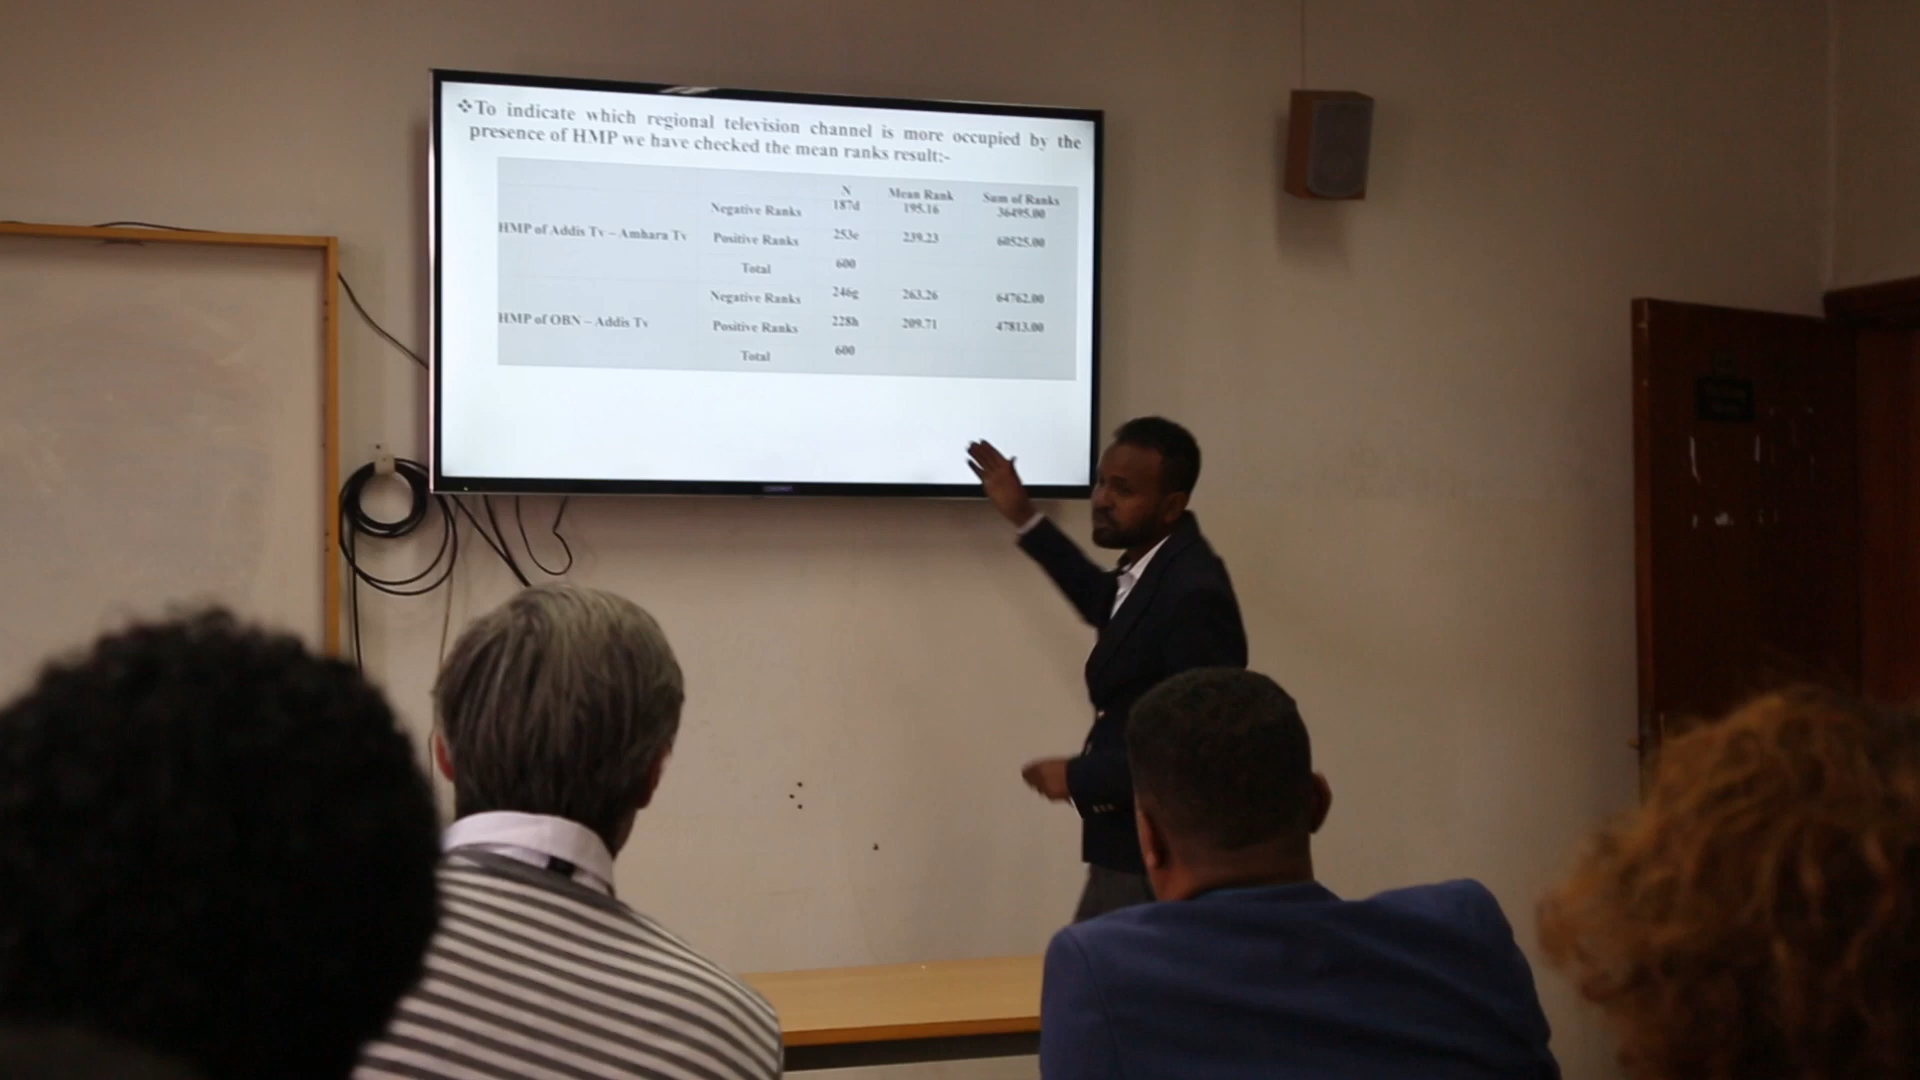 ❖To indicate which regional television channel is more occupied by the
presence of HMP we have checked the mean ranks result:-
N Mean Rank Sum of Ranks
Negative Ranks 187d 195.16 36495.00
HMP of Addis Tv – Amhara Tv Positive Ranks 253e 239.23 60525.00
Total 600
Negative Ranks 246g 263.26 64762.00
HMP of OBN – Addis Tv Positive Ranks 228h 209.71 47813.00
Total 600